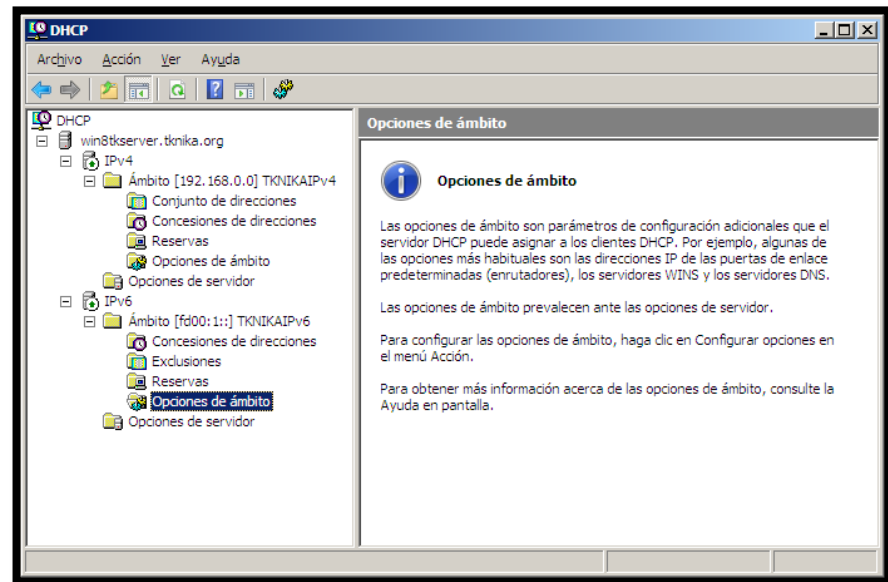 DHCP
Archivo Acción Ver Ayuda
DHCP
win8tkserver.tknika.org
IPv4
Ámbito [192.168.0.0] TKNIKAIPv4
Conjunto de direcciones
Concesiones de direcciones
Reservas
Opciones de ámbito
Opciones de servidor
IPv6
Ámbito [fd00:1::] TKNIKAIPv6
Concesiones de direcciones
Exclusiones
Reservas
Opciones de ámbito
Opciones de servidor
Opciones de ámbito
Opciones de ámbito
Las opciones de ámbito son parámetros de configuración adicionales que el
servidor DHCP puede asignar a los clientes DHCP. Por ejemplo, algunas de
las opciones más habituales son las direcciones IP de las puertas de enlace
predeterminadas (enrutadores), los servidores WINS y los servidores DNS.
Las opciones de ámbito prevalecen ante las opciones de servidor.
Para configurar las opciones de ámbito, haga clic en Configurar opciones en
el menú Acción.
Para obtener más información acerca de las opciones de ámbito, consulte la
Ayuda en pantalla.